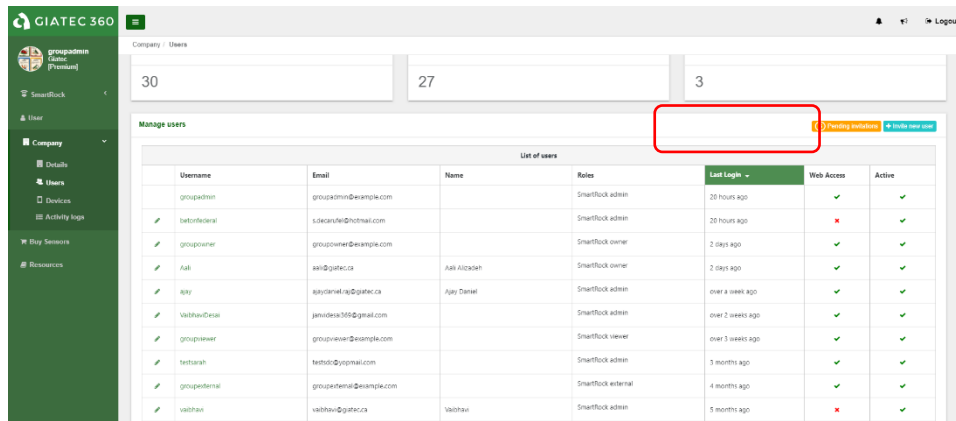 GIATEC 360
Logou
groupadmin
Giatec
[Premium]
Company / Users
30 27 3
SmartRock
User
Company
Details
Users
Devices
Activity logs
Buy Sensors
Resources
Manage users
Pending invitations + Invite new user
List of users
Username Email Name Roles Last Login Web Access Active
groupadmin groupadmin@example.com SmartRock admin 20 hours ago
betonfederal s.decarufel@hotmail.com SmartRock admin 20 hours ago
groupowner groupowner@example.com SmartRock owner 2 days ago
Aali aali@giatec.ca Aali Alizadeh SmartRock owner 2 days ago
ajay ajaydaniel.raj@giatec.ca Ajay Daniel SmartRock admin over a week ago
VaibhaviDesai janvidesai369@gmail.com SmartRock admin over 2 weeks ago
groupviewer groupviewer@example.com SmartRock viewer over 3 weeks ago
testsarah testsdc@yopmail.com SmartRock admin 3 months ago
groupexternal groupexternal@example.com SmartRock external 4 months ago
vaibhavi vaibhavi@giatec.ca Vaibhavi SmartRock admin 5 months ago